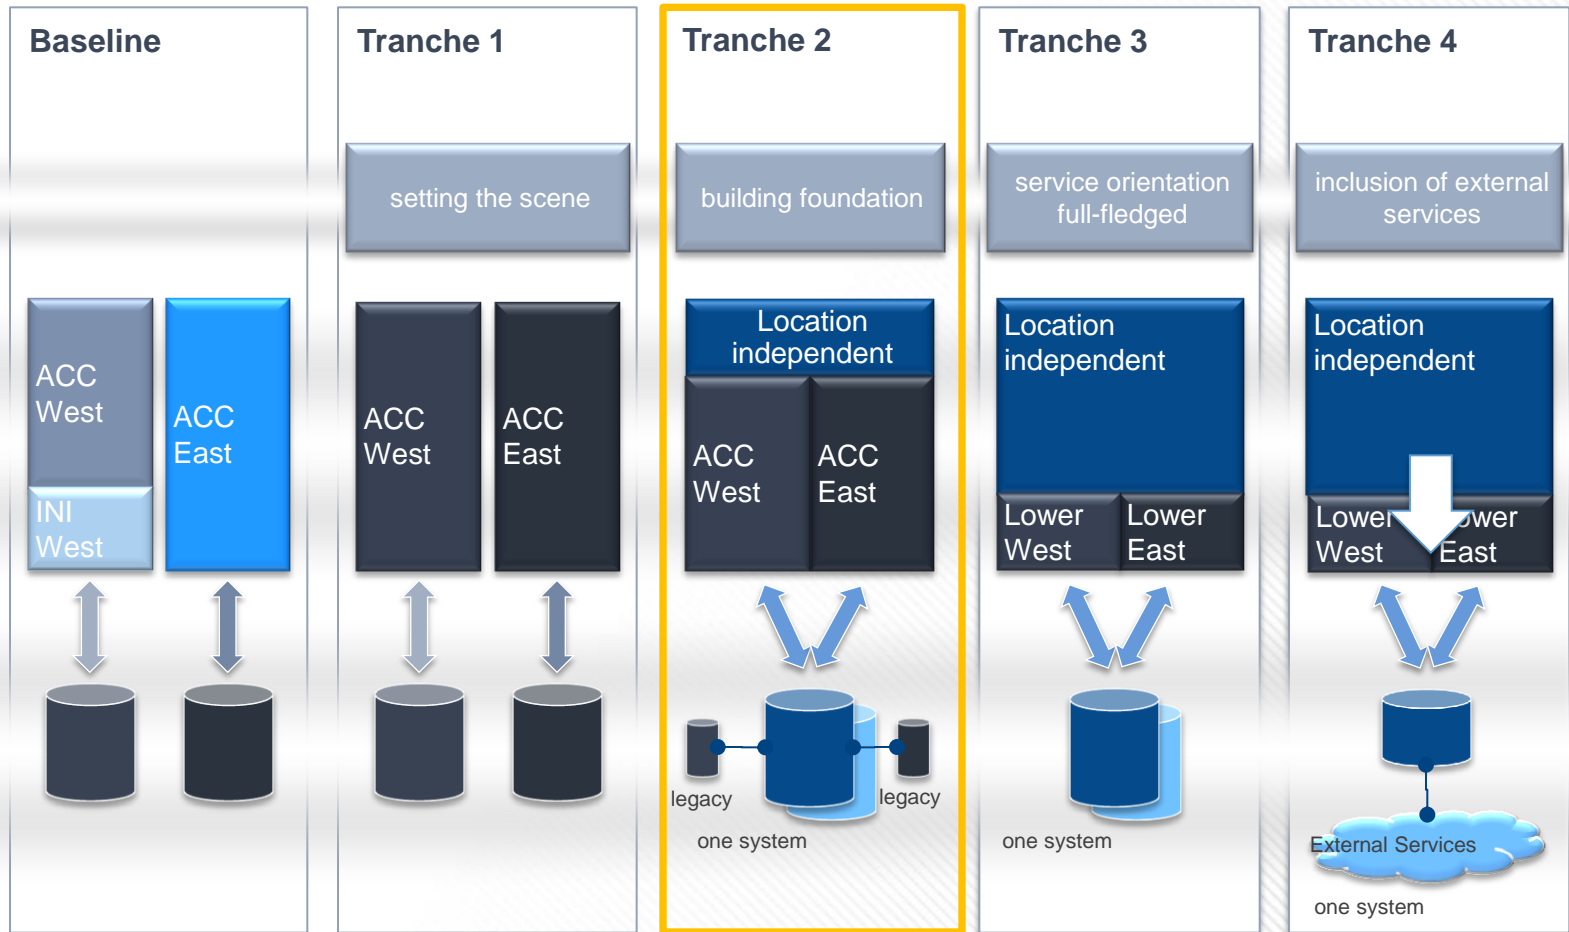 Baseline
Tranche 1
Tranche 2
Tranche 3
Tranche 4
setting the scene
building foundation
service orientation
full-fledged
inclusion of external
services
ACC
West
INI
West
ACC
East
ACC
West
ACC
East
Location
independent
ACC
West
ACC
East
Location
independent
Lower
West
Lower
East
Location
independent
Lower
West
Lower
East
legacy
legacy
one system
one system
External Services
one system